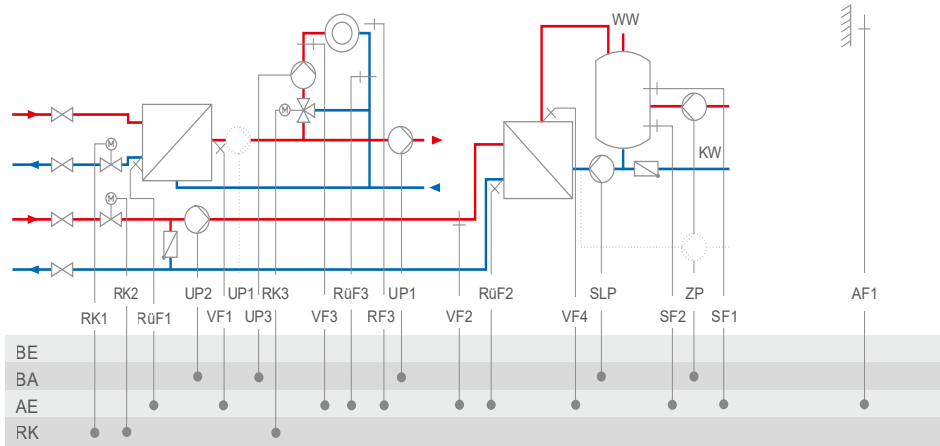 WW
M
M
KW
M
RK2 UP2 UP1 RK3 RüF3 UP1 RüF2 SLP ZP AF1
RK1 RüF1 VF1 UP3 VF3 RF3 VF2 VF4 SF2 SF1
BE
BA
AE
RK